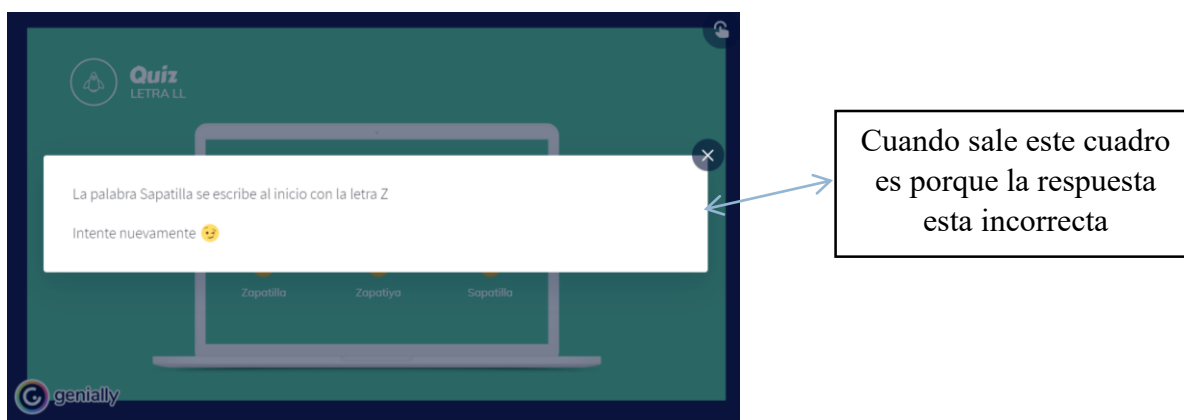 Quiz
LETRA LL
La palabra Sapatilla se escribe al inicio con la letra Z
Intente nuevamente 😉
Zapatilla
Zapatiya
Sapatilla
genially
Cuando sale este cuadro
es porque la respuesta
esta incorrecta